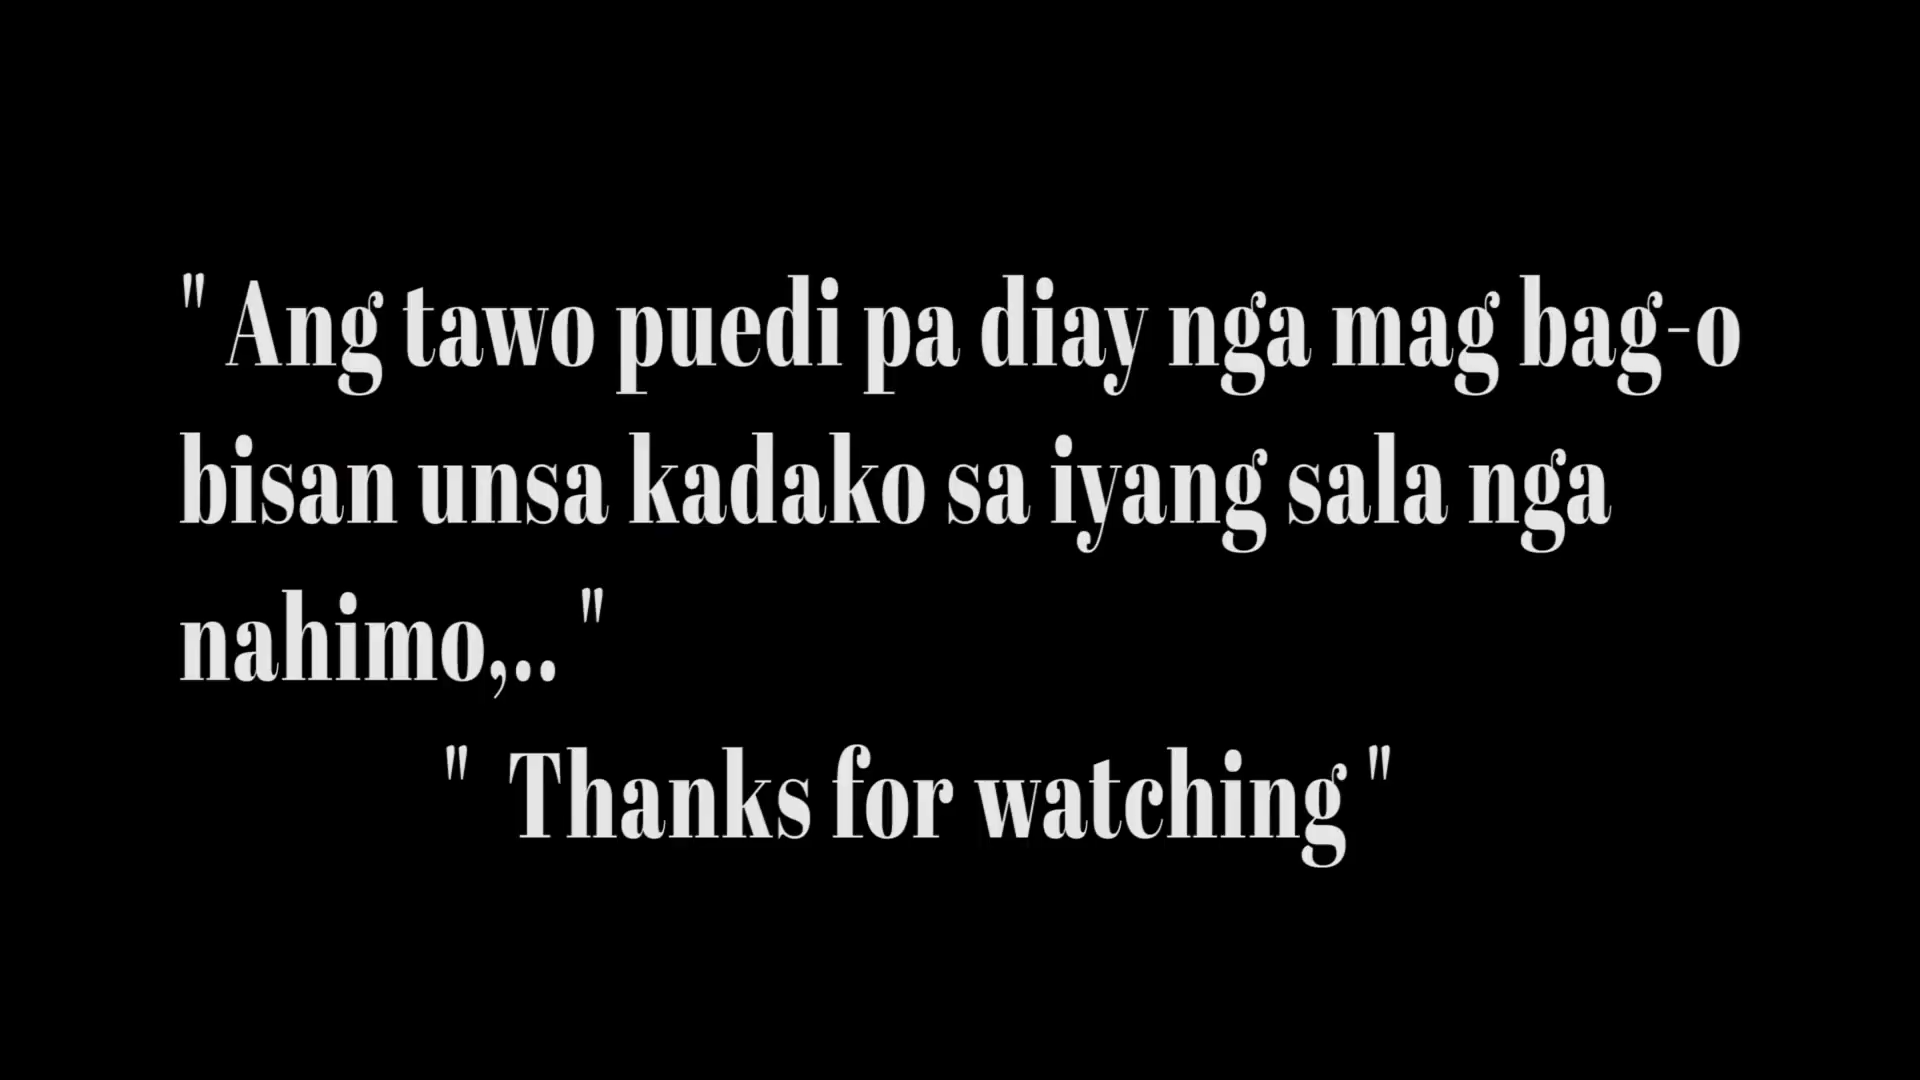 " Ang tawo puedi pa diay nga mag bag-o
bisan unsa kadako sa iyang sala nga
nahimo,.. "
" Thanks for watching "